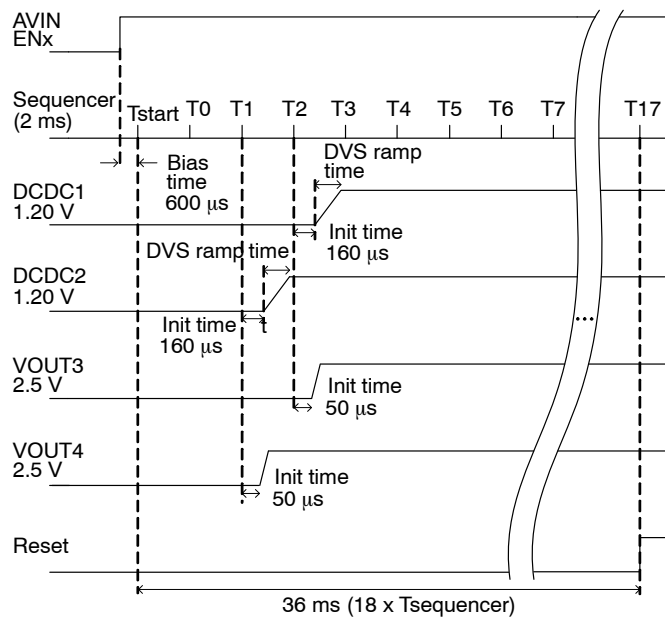 AVIN
ENx
Sequencer
(2 ms)
Tstart T0 T1 T2 T3 T4 T5 T6 T7 T17
Bias
time
600 μs
DVS ramp
time
DCDC1
1.20 V
Init time
160 μs
DVS ramp time
DCDC2
1.20 V
Init time
160 μs
t
...
VOUT3
2.5 V
Init time
50 μs
VOUT4
2.5 V
Init time
50 μs
Reset
36 ms (18 x Tsequencer)